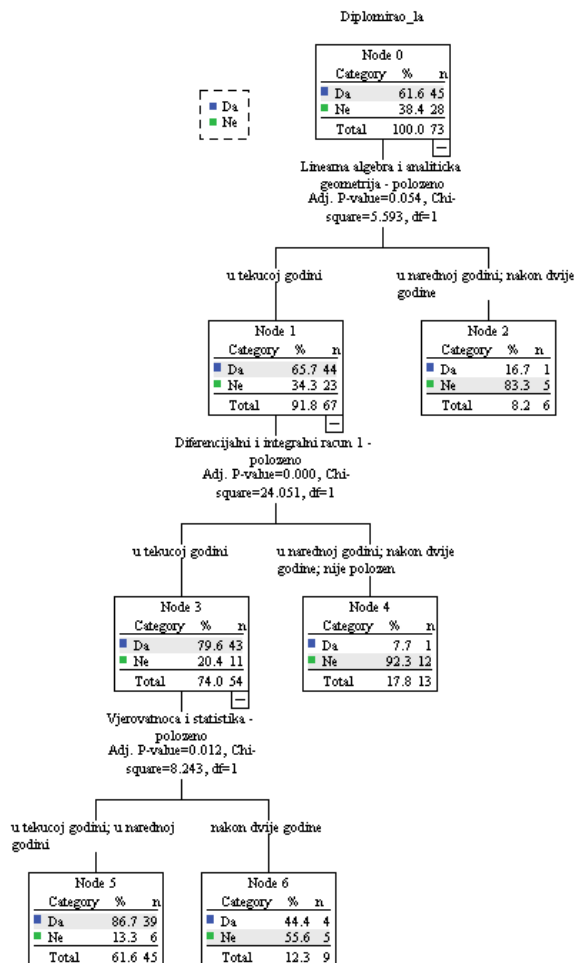 Diplomirao_la
Da
Ne
Node 0
Category % n
Da 61.6 45
Ne 38.4 28
Total 100.0 73
Linearna algebra i analiticka
geometrija - polozeno
Adj. P-value=0.054, Chi-
square=5.593, df=1
u tekucoj godini
u narednoj godini; nakon dvije
godine
Node 1
Category % n
Da 65.7 44
Ne 34.3 23
Total 91.8 67
Node 2
Category % n
Da 16.7 1
Ne 83.3 5
Total 8.2 6
Diferencijalni i integralni racun 1 -
polozeno
Adj. P-value=0.000, Chi-
square=24.051, df=1
u tekucoj godini
u narednoj godini; nakon dvije
godine; nije polozen
Node 3
Category % n
Da 79.6 43
Ne 20.4 11
Total 74.0 54
Node 4
Category % n
Da 7.7 1
Ne 92.3 12
Total 17.8 13
Vjerovatnoca i statistika -
polozeno
Adj. P-value=0.012, Chi-
square=8.243, df=1
u tekucoj godini; u narednoj
godini
nakon dvije godine
Node 5
Category % n
Da 86.7 39
Ne 13.3 6
Total 61.6 45
Node 6
Category % n
Da 44.4 4
Ne 55.6 5
Total 12.3 9